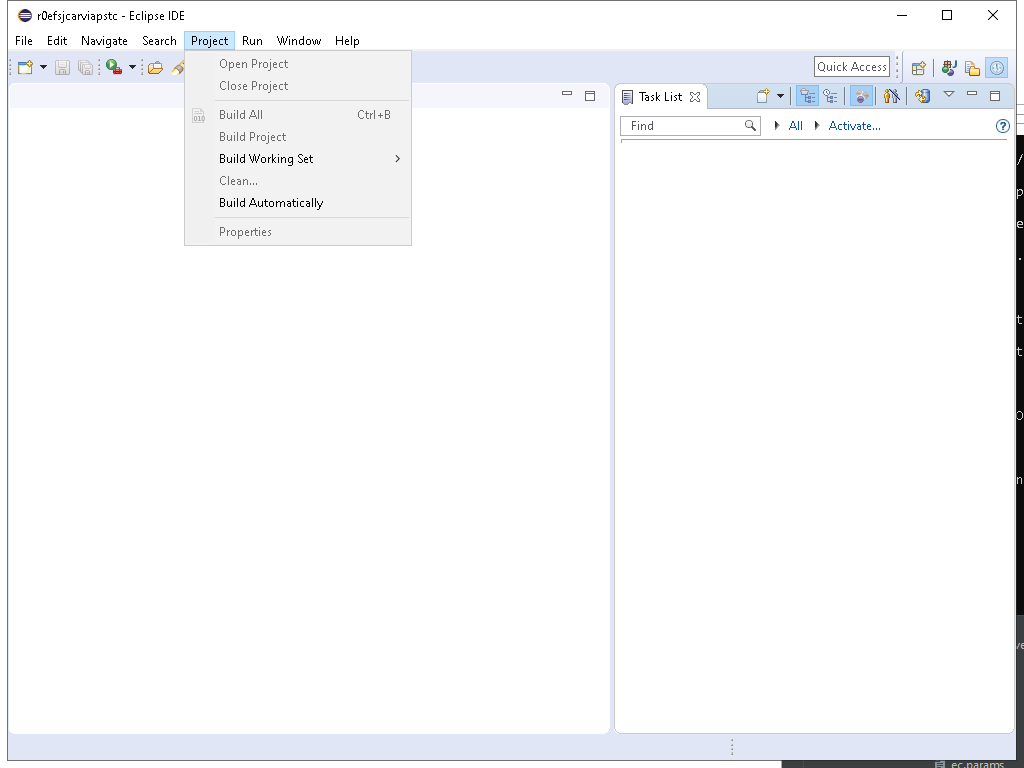 r0efsjcarviapstc - Eclipse IDE
File Edit Navigate Search Project Run Window Help
Quick Access
Open Project
Close Project
Build All Ctrl+B
Build Project
Build Working Set
Clean...
Build Automatically
Properties
Task List
Find All Activate...
ec.params